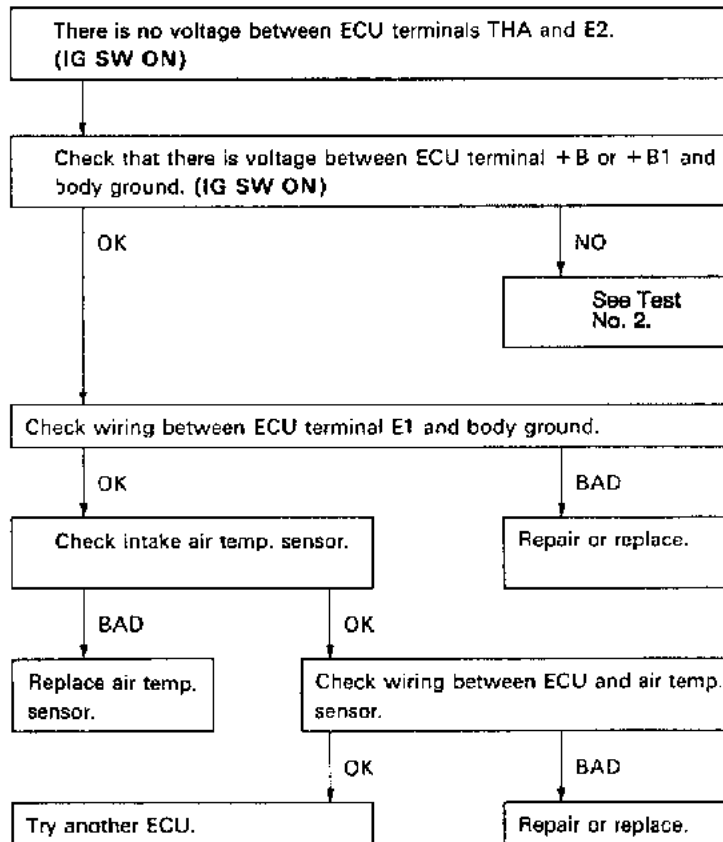 There is no voltage between ECU terminals THA and E2.
(IG SW ON)
Check that there is voltage between ECU terminal +B or +B1 and
body ground. (IG SW ON)
OK
NO
See Test
No. 2.
Check wiring between ECU terminal E1 and body ground.
OK
BAD
Check intake air temp. sensor.
Repair or replace.
BAD
OK
Replace air temp.
sensor.
Check wiring between ECU and air temp.
sensor.
OK
BAD
Try another ECU.
Repair or replace.